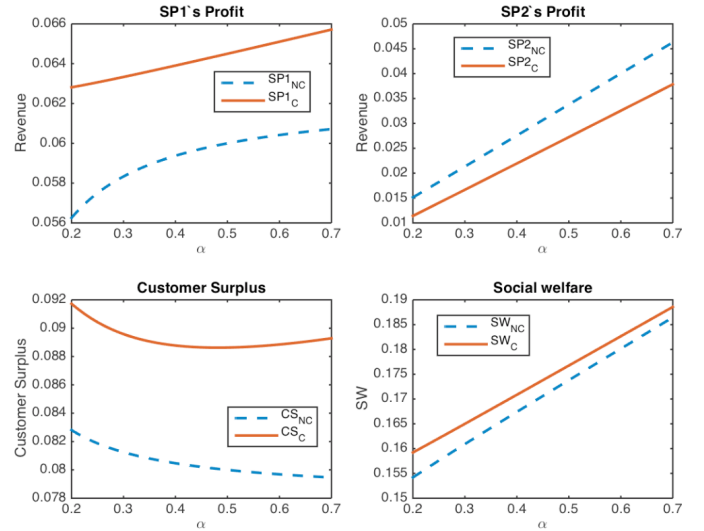 SP1`s Profit
0.066
0.064
0.062
0.06
0.058
0.056
Revenue
SP1NC
SP1C
0.2 0.3 0.4 0.5 0.6 0.7
α
SP2`s Profit
0.05
0.045
0.04
0.035
0.03
0.025
0.02
0.015
0.01
Revenue
SP2NC
SP2C
0.2 0.3 0.4 0.5 0.6 0.7
α
Customer Surplus
0.092
0.09
0.088
0.086
0.084
0.082
0.08
0.078
Customer Surplus
CSNC
CSC
0.2 0.3 0.4 0.5 0.6 0.7
α
Social welfare
0.19
0.185
0.18
0.175
0.17
0.165
0.16
0.155
0.15
SW
SWNC
SWC
0.2 0.3 0.4 0.5 0.6 0.7
α